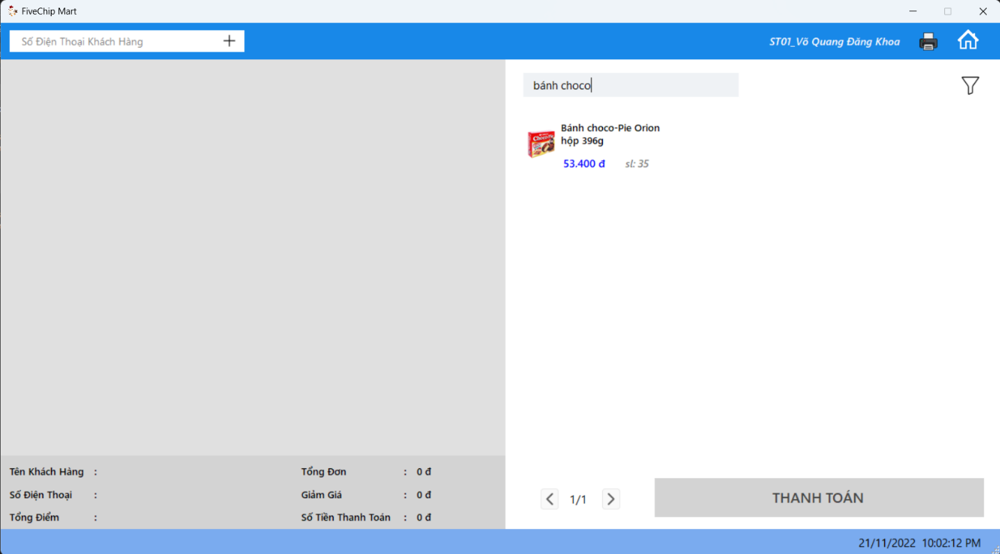 FiveChip Mart
Số Điện Thoại Khách Hàng
ST01_Võ Quang Đăng Khoa
bánh choco
Choco-Pie
Bánh choco-Pie Orion
hộp 396g
53.400 đ sl: 35
Tên Khách Hàng : Tổng Đơn : 0 đ
Số Điện Thoại : Giảm Giá : 0 đ
Tổng Điểm : Số Tiền Thanh Toán : 0 đ
1/1
THANH TOÁN
21/11/2022 10:02:12 PM